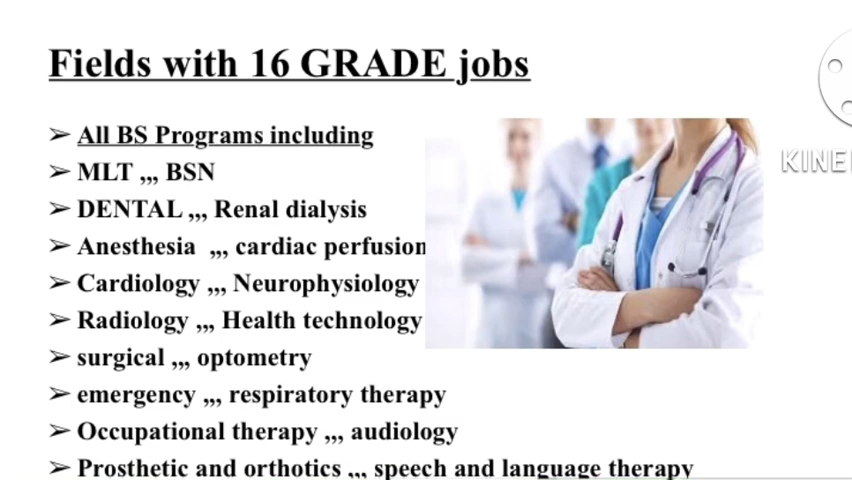 Fields with 16 GRADE jobs
➢ All BS Programs including
➢ MLT ,,, BSN
➢ DENTAL ,,, Renal dialysis
➢ Anesthesia ,,, cardiac perfusion
➢ Cardiology ,,, Neurophysiology
➢ Radiology ,,, Health technology
➢ surgical ,,, optometry
➢ emergency ,,, respiratory therapy
➢ Occupational therapy ,,, audiology
➢ Prosthetic and orthotics ,,, speech and language therapy
KINE